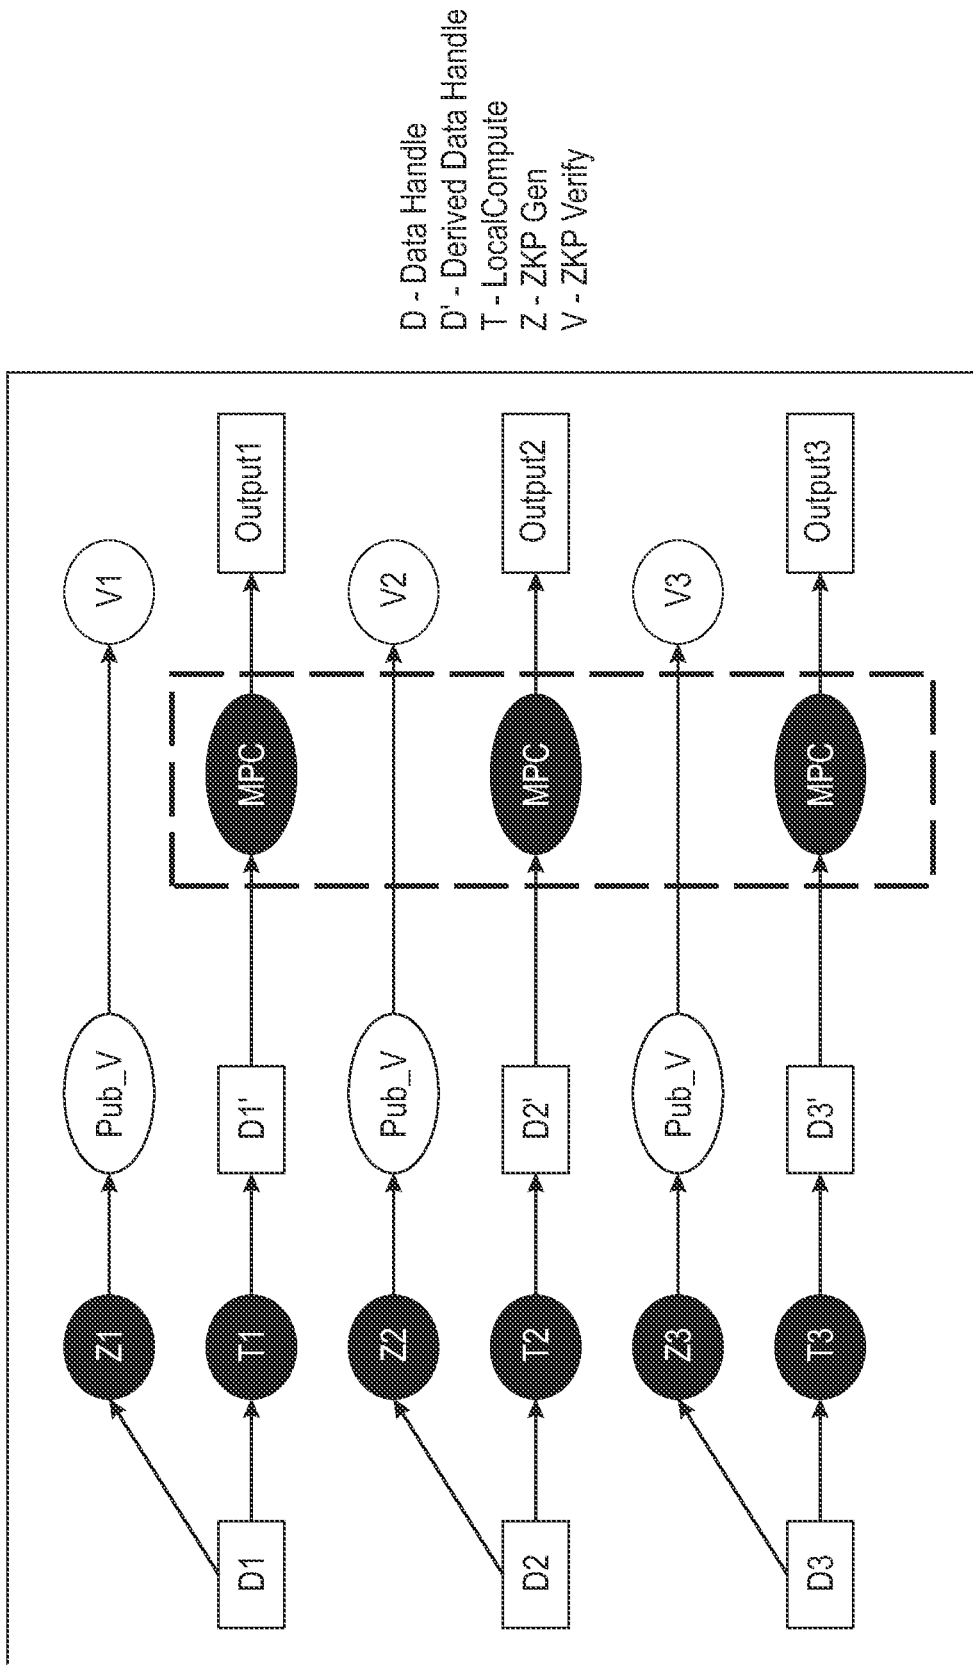 Z1
Pub_V
V1
D1
T1
D1'
MPC
Output1
Z2
Pub_V
V2
D2
T2
D2'
MPC
Output2
Z3
Pub_V
V3
D3
T3
D3'
MPC
Output3
D - Data Handle
D' - Derived Data Handle
T - LocalCompute
Z - ZKP Gen
V - ZKP Verify